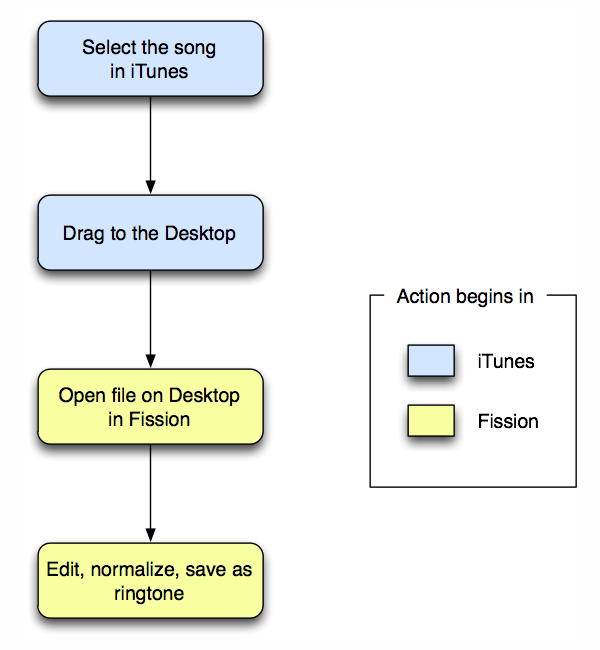 Select the song
in iTunes
Drag to the Desktop
Open file on Desktop
in Fission
Edit, normalize, save as
ringtone
Action begins in
iTunes
Fission